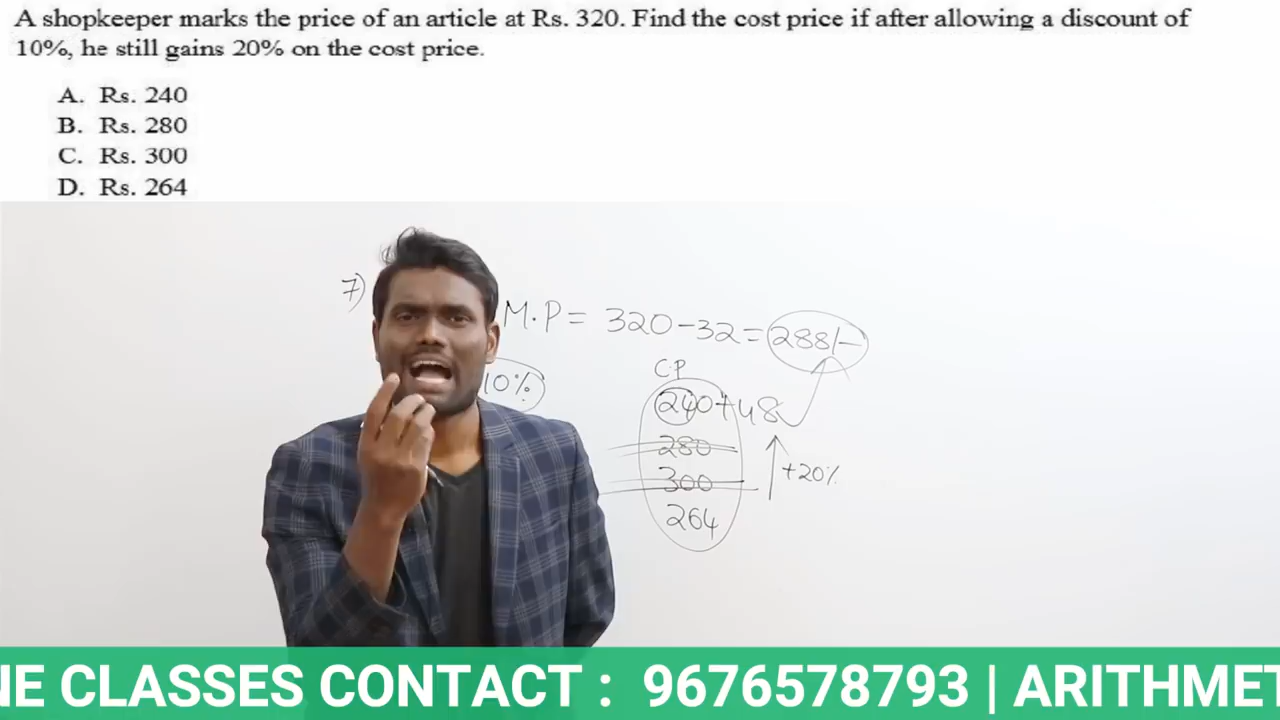 A shopkeeper marks the price of an article at Rs. 320. Find the cost price if after allowing a discount of
10%, he still gains 20% on the cost price.
A. Rs. 240
B. Rs. 280
C. Rs. 300
D. Rs. 264
7)
M.P = 320-32=288/-
10%
C.P
240+48
280
300
+20%
264
NE CLASSES CONTACT : 9676578793 | ARITHMET